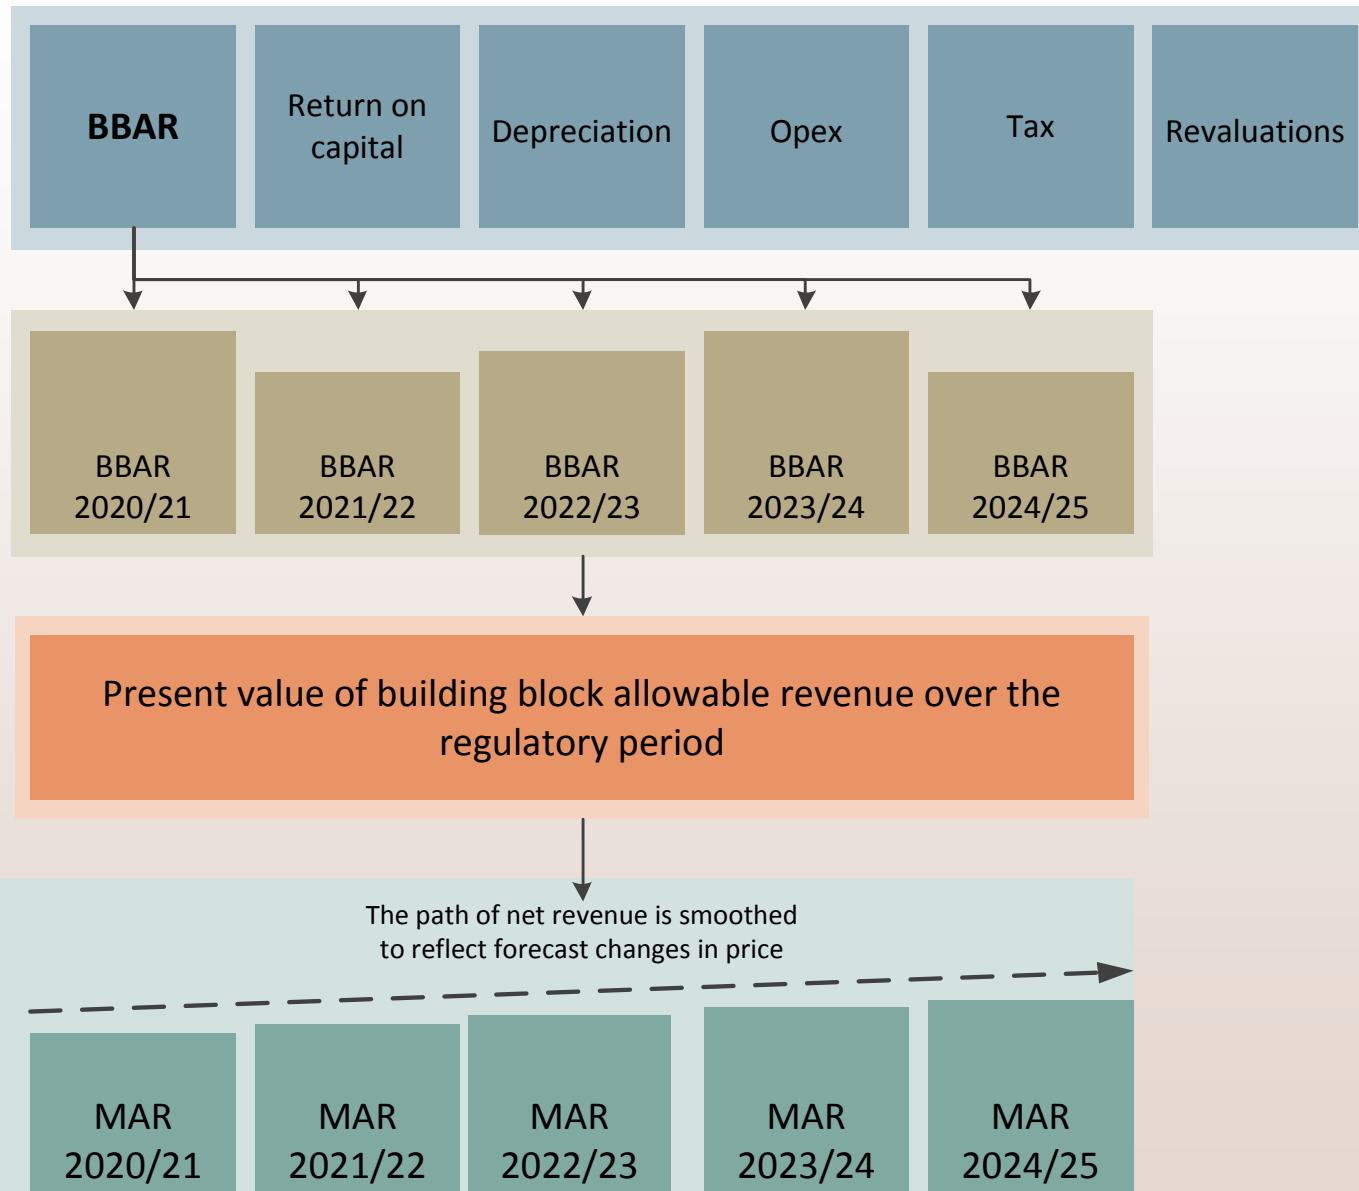 BBAR
Return on
capital
Depreciation
Opex
Tax
Revaluations
BBAR
2020/21
BBAR
2021/22
BBAR
2022/23
BBAR
2023/24
BBAR
2024/25
Present value of building block allowable revenue over the
regulatory period
The path of net revenue is smoothed
to reflect forecast changes in price
MAR
2020/21
MAR
2021/22
MAR
2022/23
MAR
2023/24
MAR
2024/25